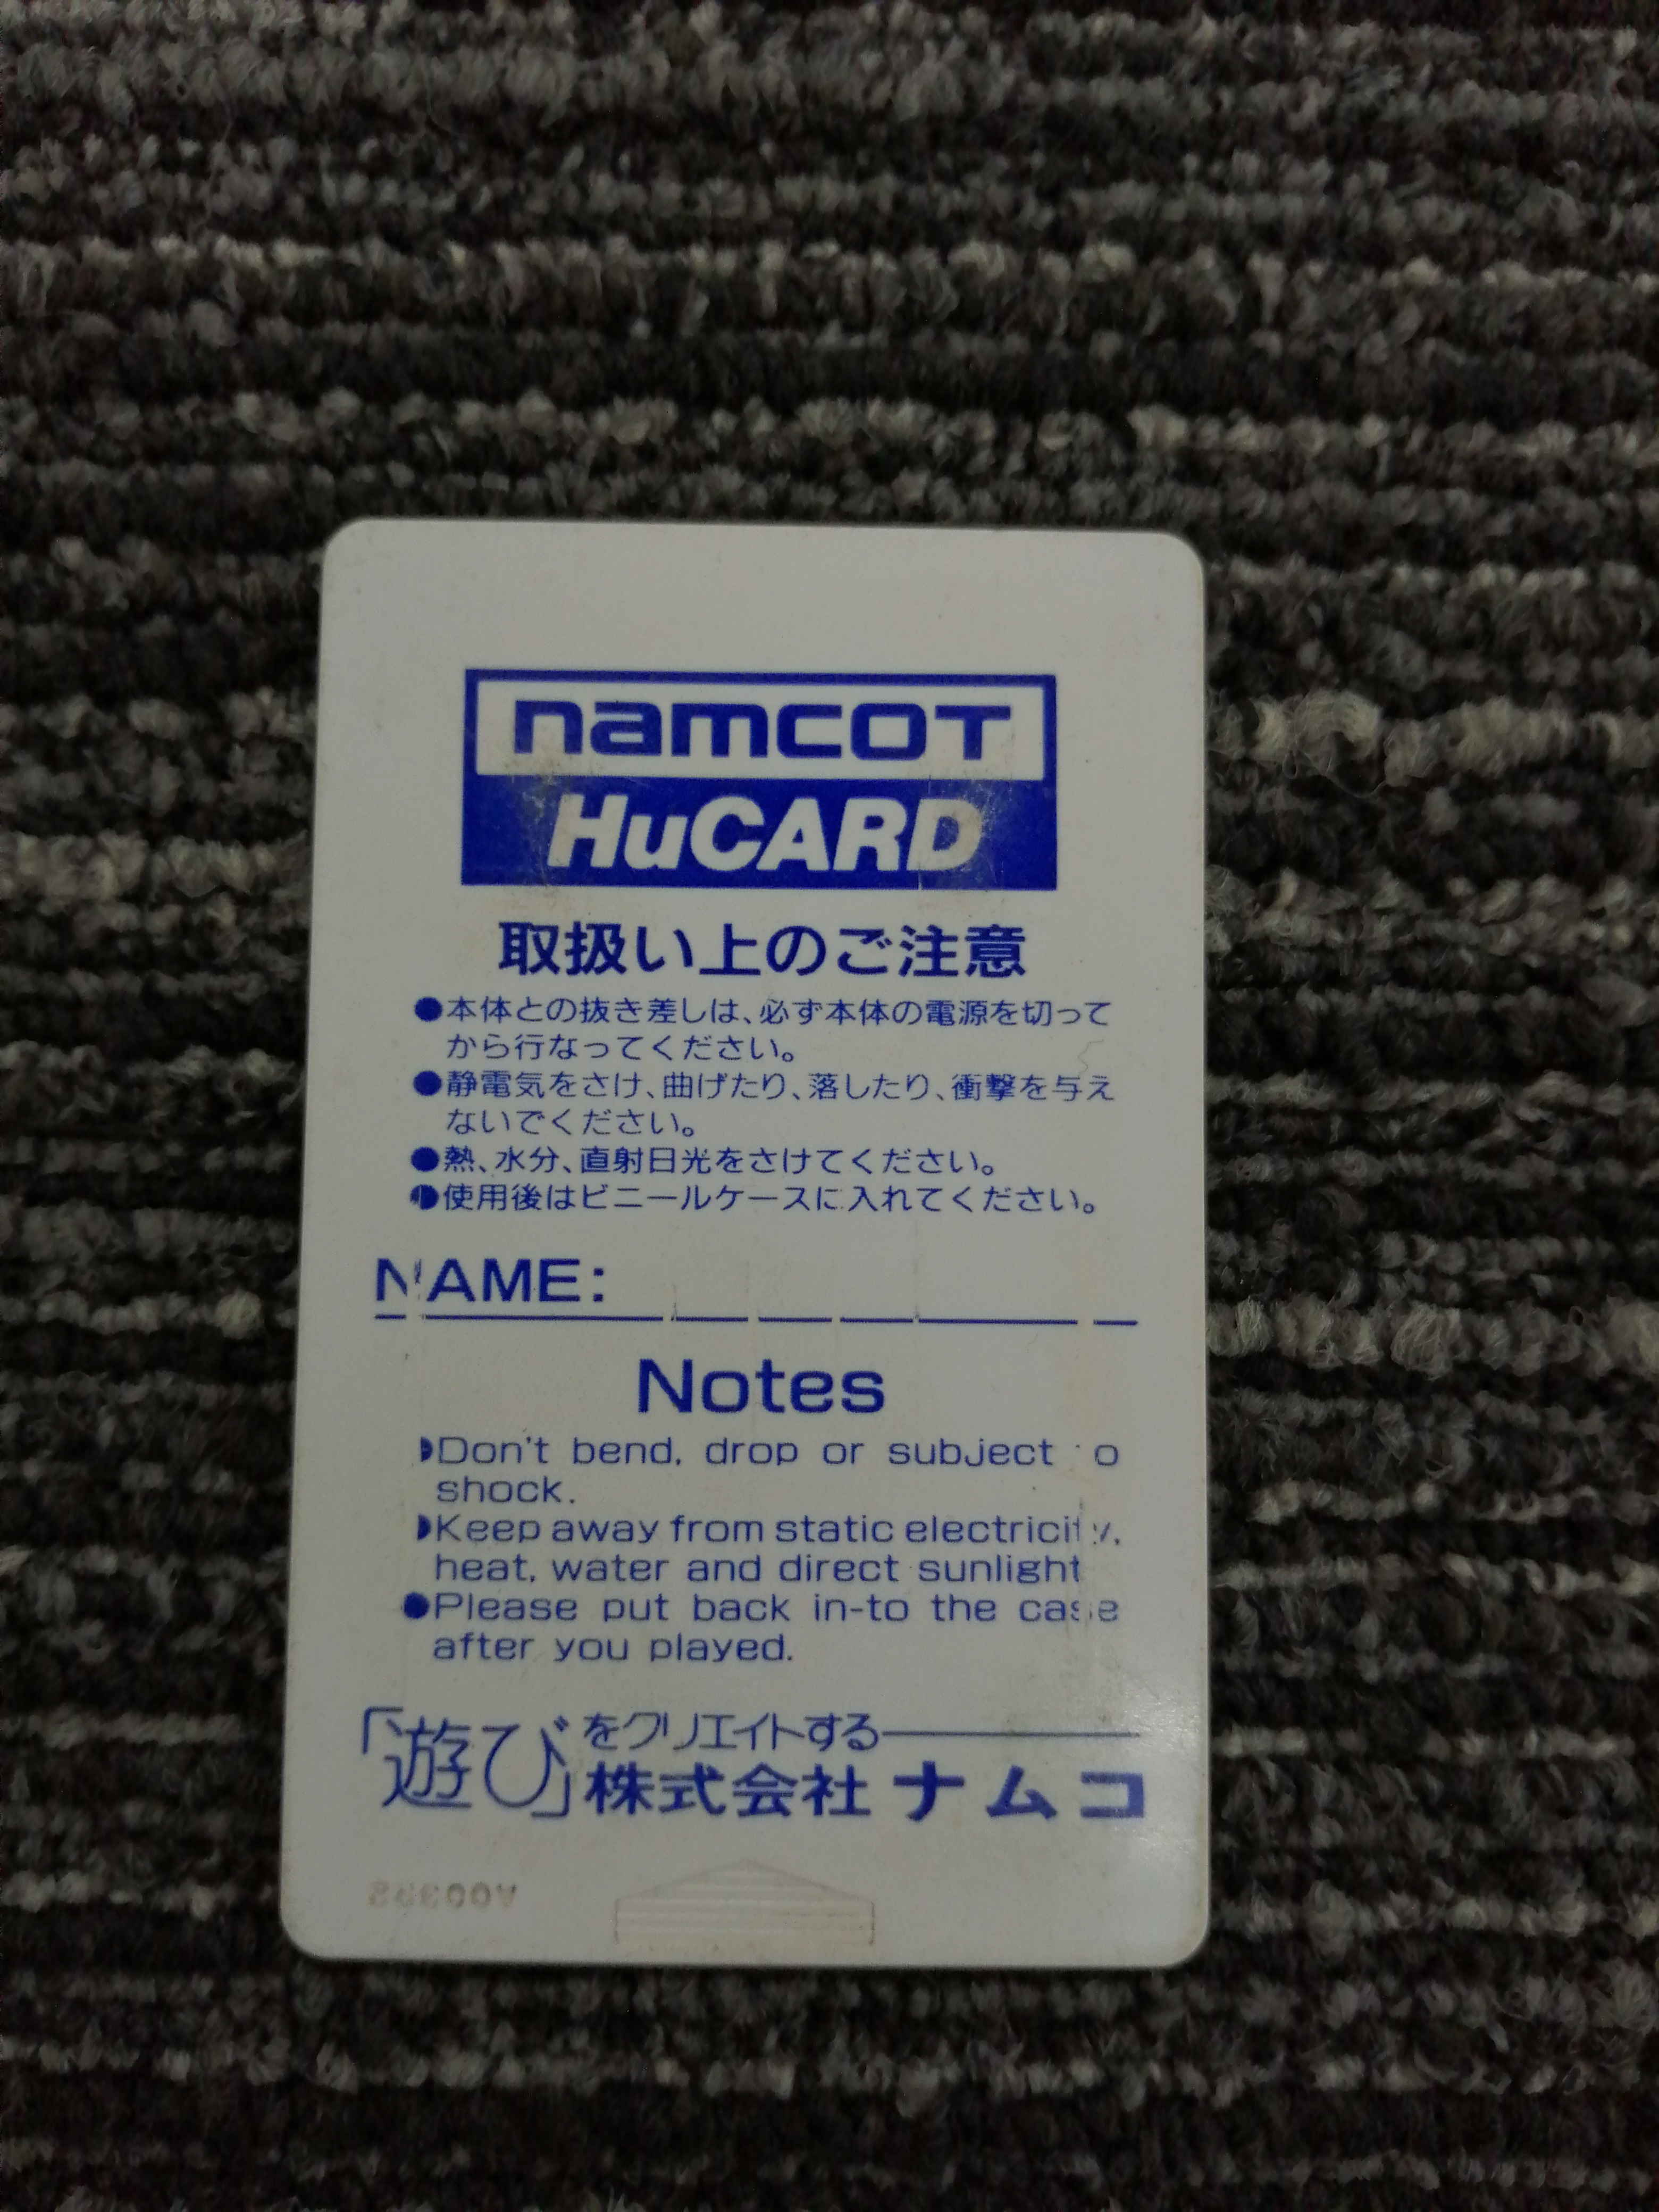 namcoT
HuCARD
取扱い上のご注意
●本体との抜き差しは、必ず本体の電源を切って
から行なってください。
●静電気をさけ、曲げたり、落したり、衝撃を与え
ないでください。
●熱、水分、直射日光をさけてください。
●使用後はビニールケースに入れてください。
NAME:
Notes
●Don't bend, drop or subject to
shock.
●Keep away from static electricity,
heat, water and direct sunlight
●Please put back in-to the case
after you played.
「遊び」をクリエイトする
株式会社ナムコ